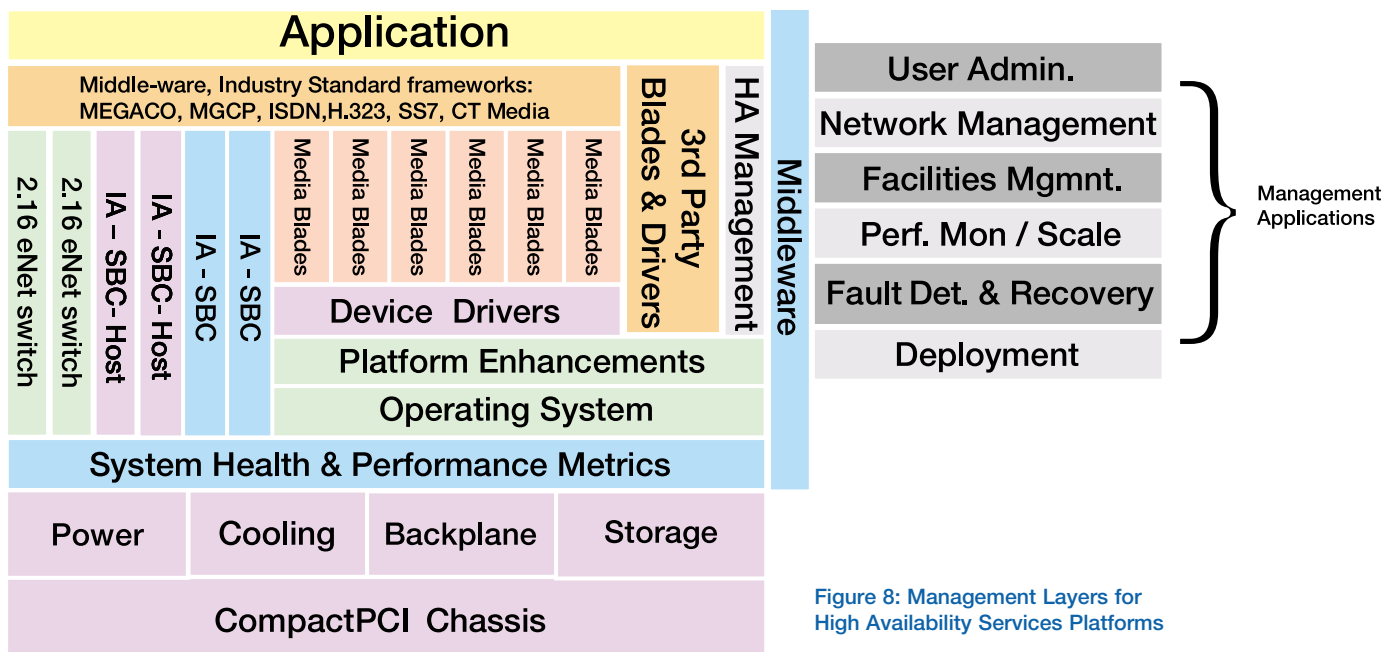 Application
Middle-ware, Industry Standard frameworks:
MEGACO, MGCP, ISDN,H.323, SS7, CT Media
2.16 eNet switch
2.16 eNet switch
IA – SBC-Host
IA - SBC- Host
IA - SBC
IA - SBC
Media Blades
Media Blades
Media Blades
Media Blades
Media Blades
Media Blades
3rd Party
Blades & Drivers
HA Management
Middleware
Device Drivers
Platform Enhancements
Operating System
System Health & Performance Metrics
Power
Cooling
Backplane
Storage
CompactPCI Chassis
User Admin.
Network Management
Facilities Mgmnt.
Perf. Mon / Scale
Fault Det. & Recovery
Deployment
Management
Applications
Figure 8: Management Layers for
High Availability Services Platforms